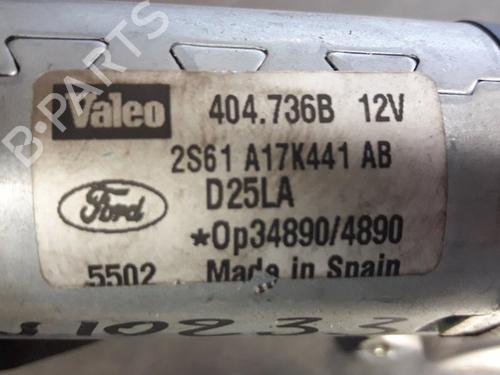 Valeo 404.736B 12V
2S61 A17K441 AB
Ford D25LA
*Op34890/4890
5502 Made in Spain
B-PARTS